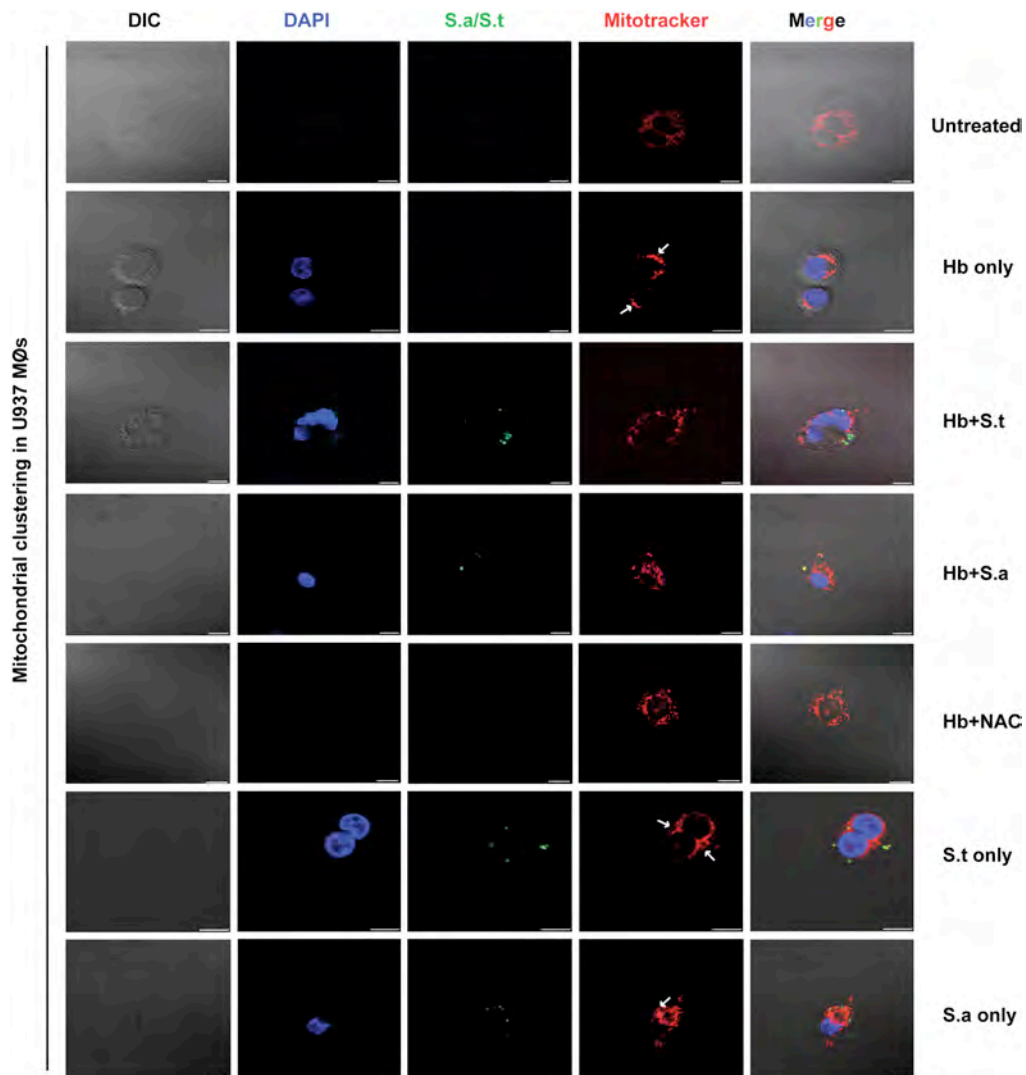 DIC DAPI S.a/S.t Mitotracker Merge
Mitochondrial clustering in U937 MØs
Untreated
Hb only
Hb+S.t
Hb+S.a
Hb+NAC
S.t only
S.a only